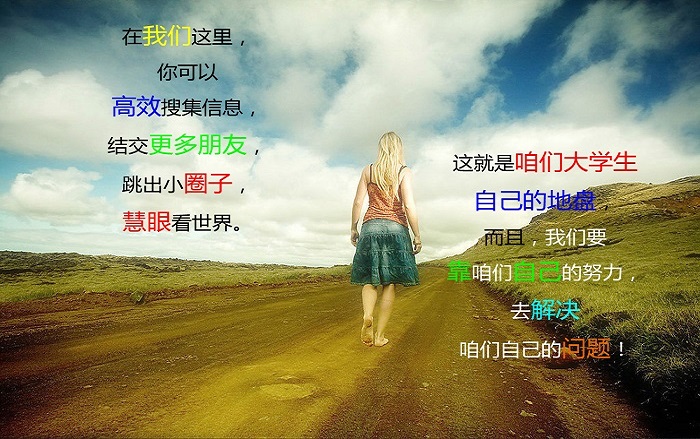 在我们这里，
你可以
高效搜集信息，
结交更多朋友，
跳出小圈子，
慧眼看世界。
这就是咱们大学生
自己的地盘，
而且，我们要
靠咱们自己的努力，
去解决
咱们自己的问题！